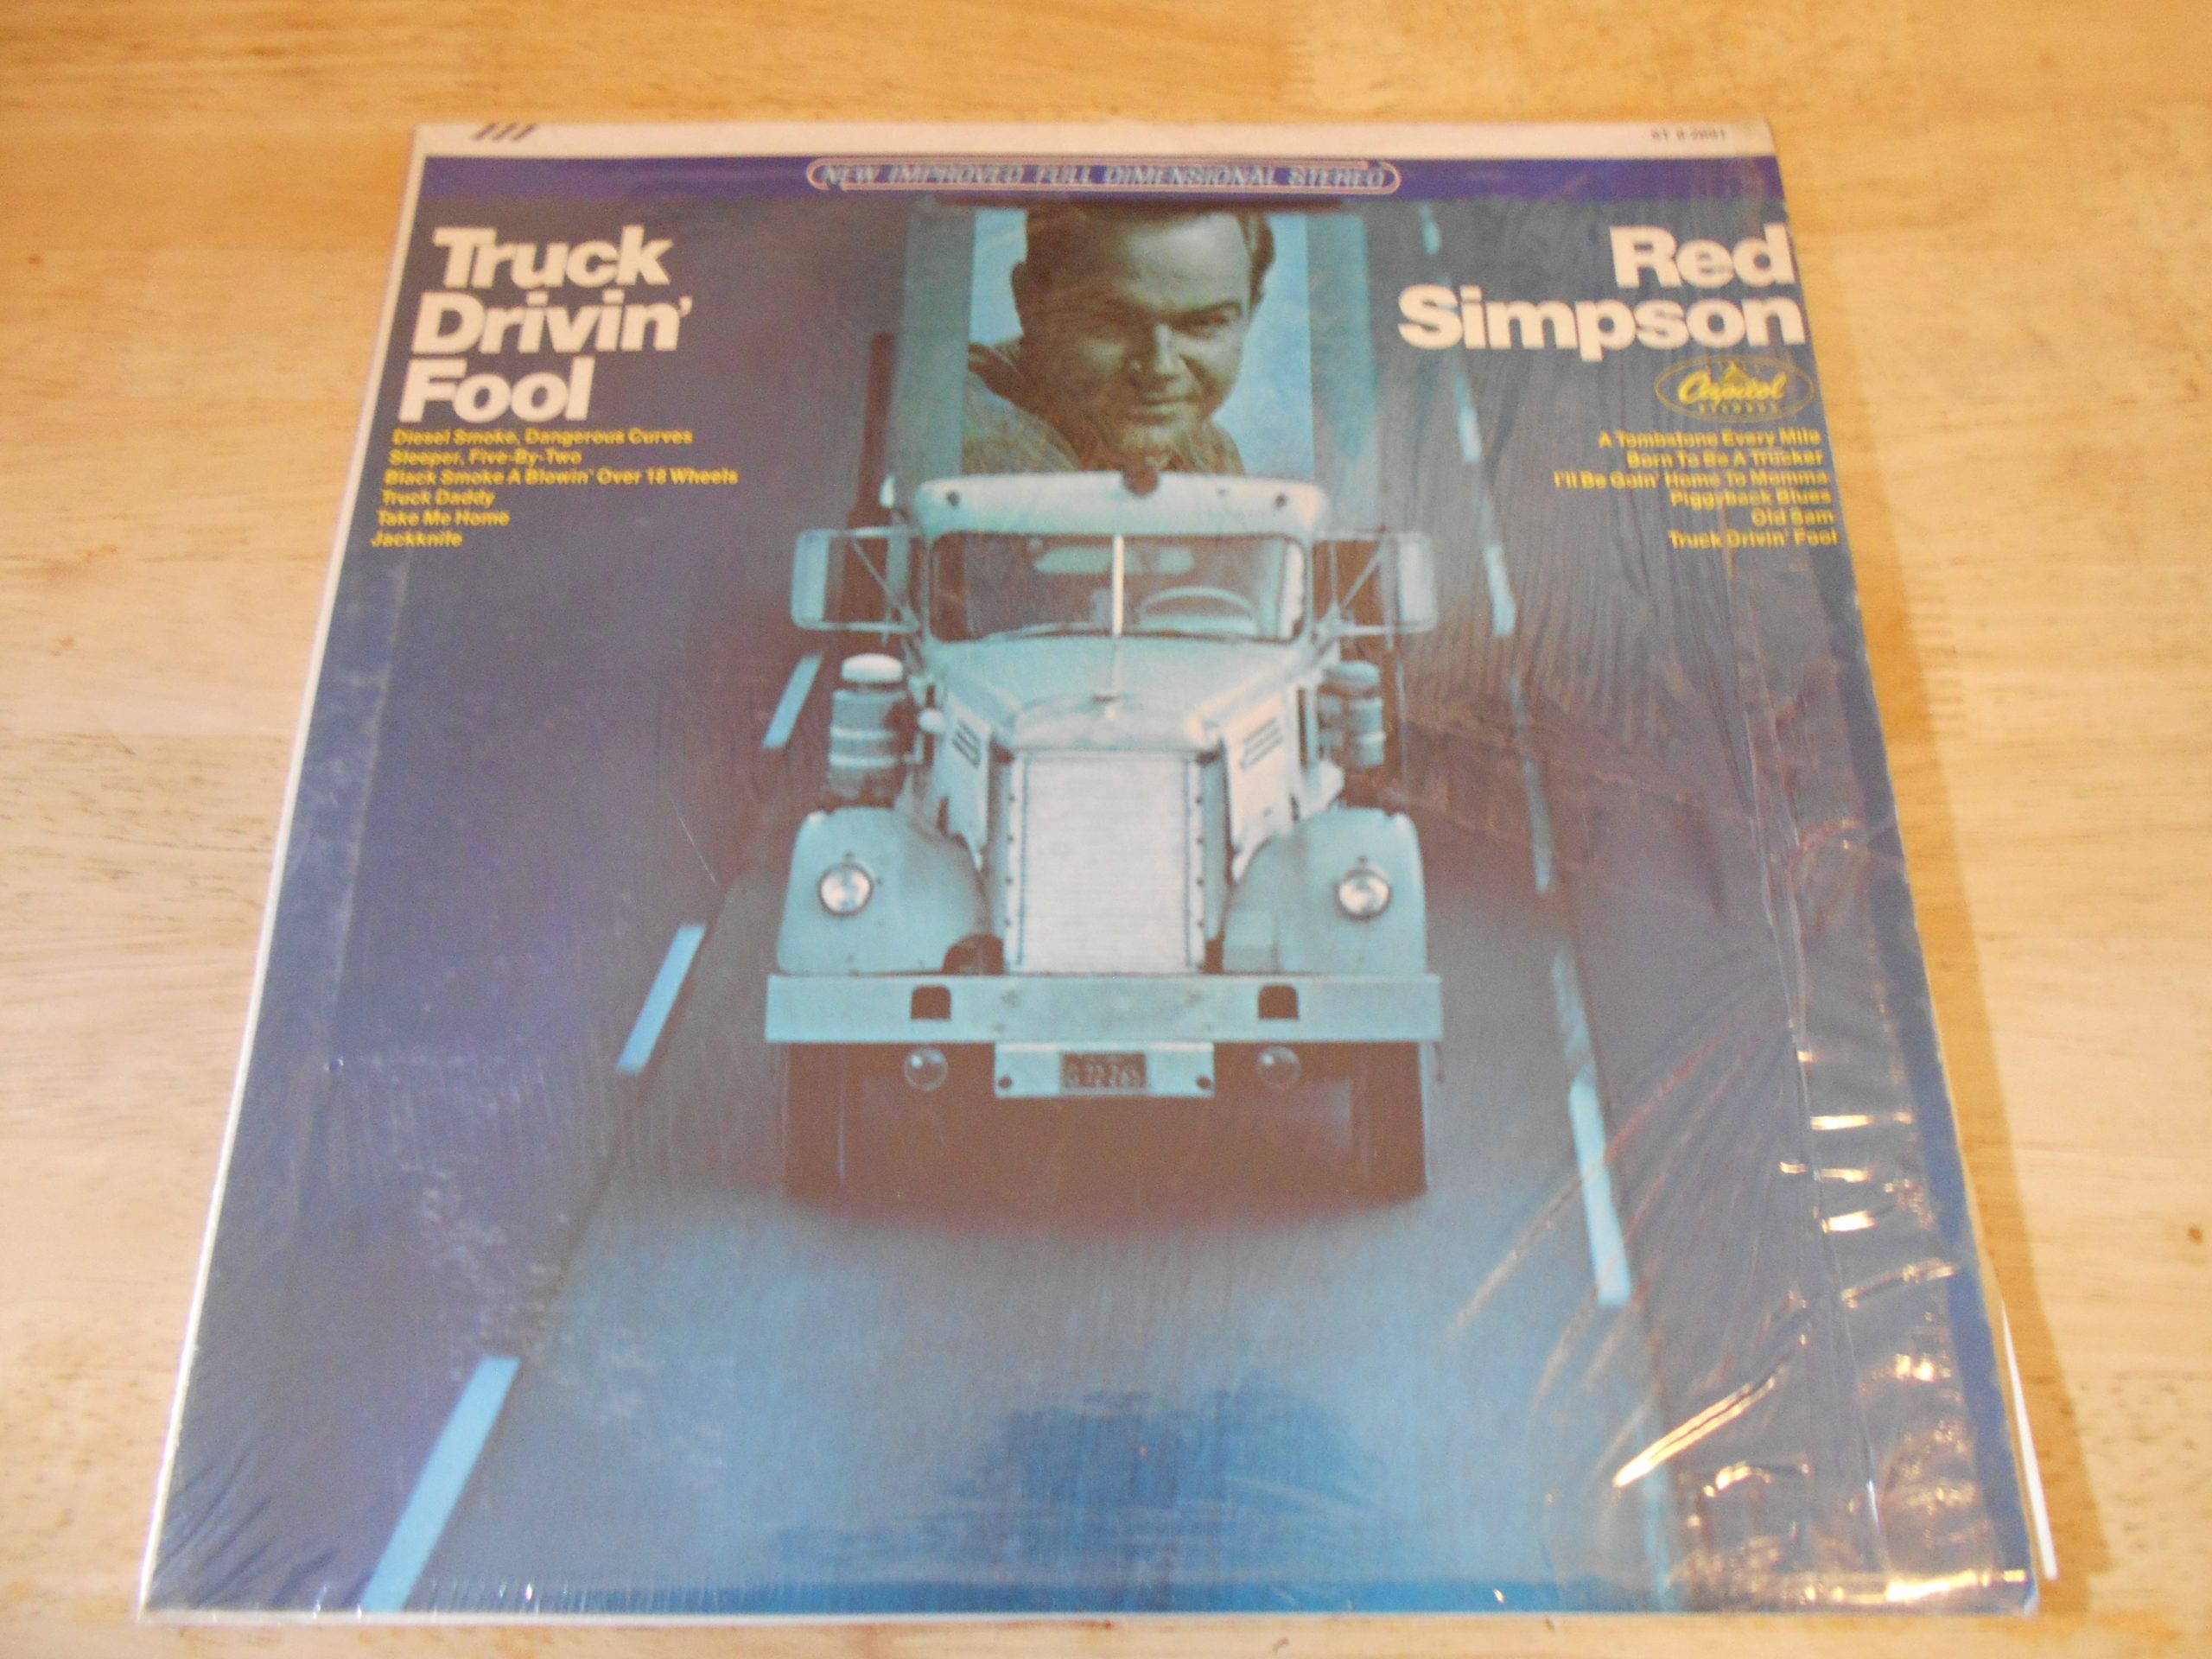 NEW IMPROVED FULL DIMENSIONAL STEREO
Truck
Drivin'
Fool
Diesel Smoke, Dangerous Curves
Sleeper, Five-By-Two
Black Smoke A Blowin' Over 18 Wheels
Truck Daddy
Take Me Home
Jackknife
Red
Simpson
Capitol
RECORDS
A Tombstone Every Mile
Born To Be A Trucker
I'll Be Goin' Home To Momma
Piggyback Blues
Old Sam
Truck Drivin' Fool